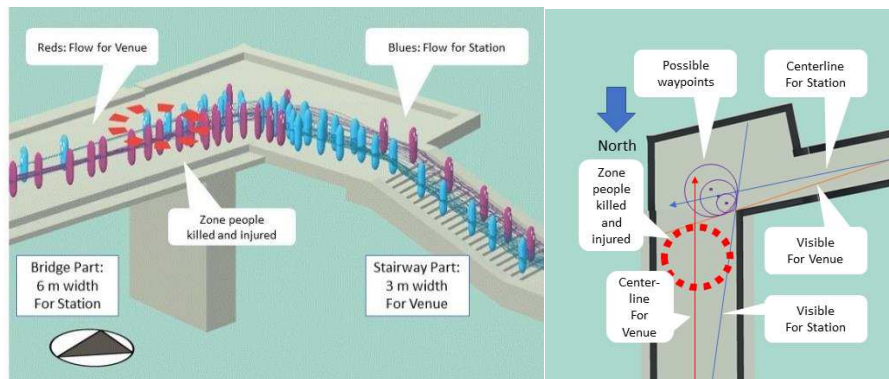 Reds: Flow for Venue
Blues: Flow for Station
Zone people
killed and injured
Bridge Part:
6 m width
For Station
Stairway Part:
3 m width
For Venue
Possible
waypoints
Centerline
For Station
North
Zone
people
killed
and
injured
Visible
For Venue
Center-
line
For
Venue
Visible
For Station